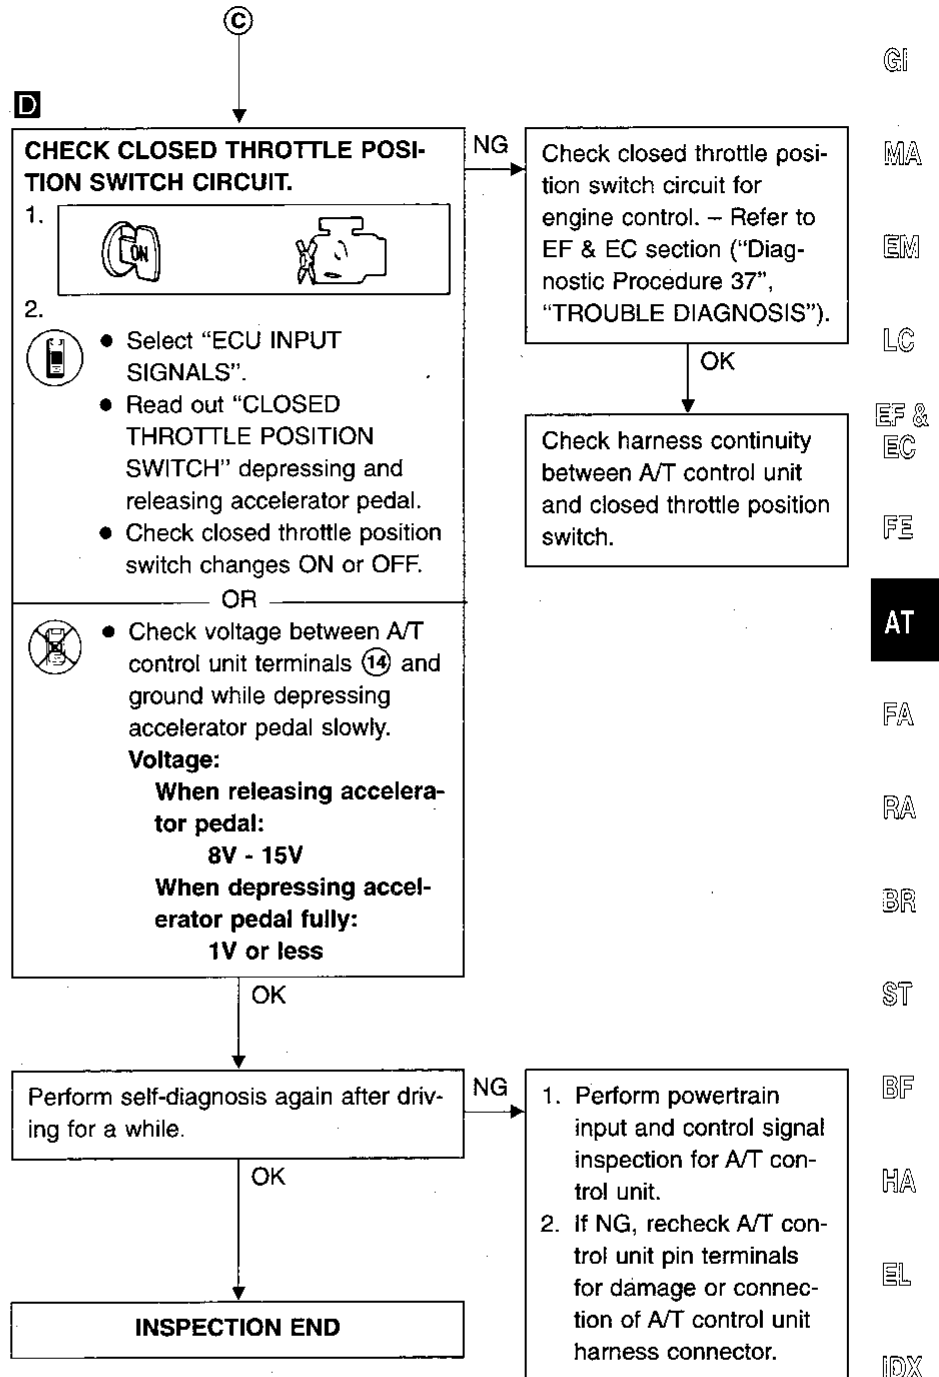 C
D
CHECK CLOSED THROTTLE POSI-
TION SWITCH CIRCUIT.
1.
ON
2.
● Select “ECU INPUT
SIGNALS”.
● Read out “CLOSED
THROTTLE POSITION
SWITCH” depressing and
releasing accelerator pedal.
● Check closed throttle position
switch changes ON or OFF.
OR
● Check voltage between A/T
control unit terminals ⑭ and
ground while depressing
accelerator pedal slowly.
Voltage:
When releasing accelera-
tor pedal:
8V - 15V
When depressing accel-
erator pedal fully:
1V or less
NG
Check closed throttle posi-
tion switch circuit for
engine control. – Refer to
EF & EC section (“Diag-
nostic Procedure 37”,
“TROUBLE DIAGNOSIS”).
OK
Check harness continuity
between A/T control unit
and closed throttle position
switch.
OK
Perform self-diagnosis again after driv-
ing for a while.
NG
1. Perform powertrain
input and control signal
inspection for A/T con-
trol unit.
2. If NG, recheck A/T con-
trol unit pin terminals
for damage or connec-
tion of A/T control unit
harness connector.
OK
INSPECTION END
GI
MA
EM
LC
EF &
EC
FE
AT
FA
RA
BR
ST
BF
HA
EL
IDX